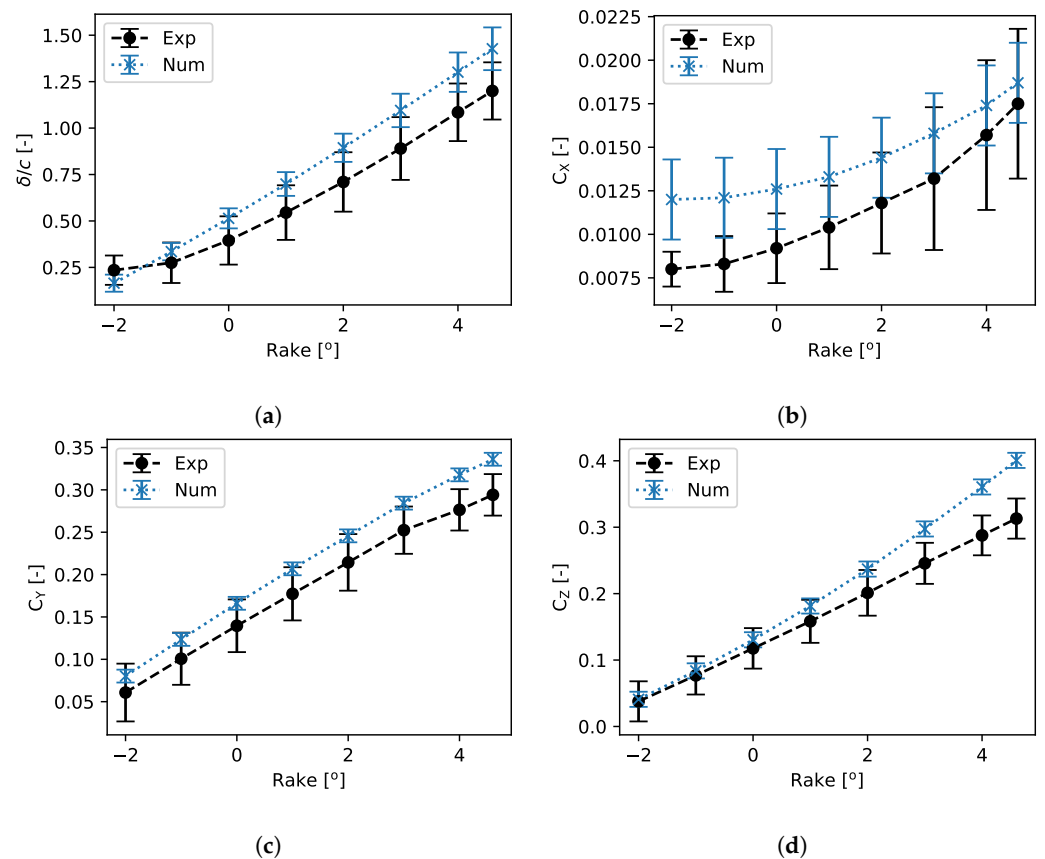 1.50
1.25
1.00
0.75
0.50
0.25
δ/c [-]
Exp
Num
−2 0 2 4
Rake [°]
(a)
0.0225
0.0200
0.0175
0.0150
0.0125
0.0100
0.0075
C_X [-]
Exp
Num
−2 0 2 4
Rake [°]
(b)
0.35
0.30
0.25
0.20
0.15
0.10
0.05
C_Y [-]
Exp
Num
−2 0 2 4
Rake [°]
(c)
0.4
0.3
0.2
0.1
0.0
C_Z [-]
Exp
Num
−2 0 2 4
Rake [°]
(d)